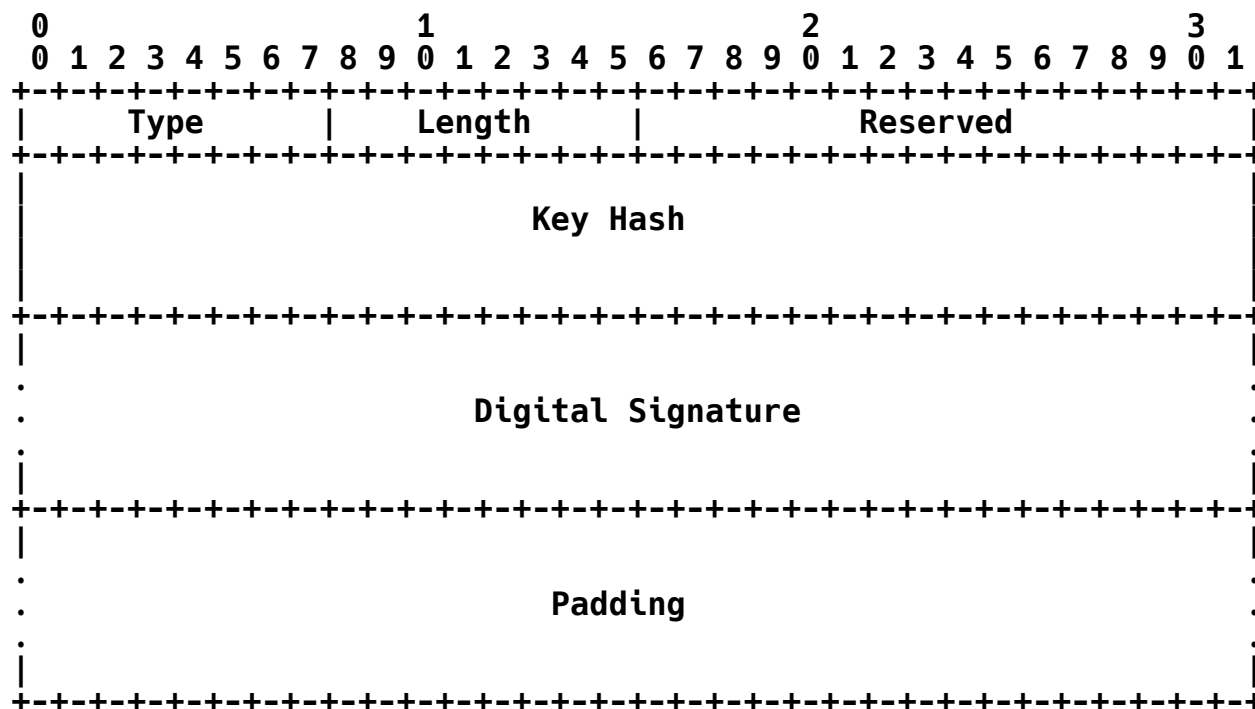 0                   1                   2                   3
 0 1 2 3 4 5 6 7 8 9 0 1 2 3 4 5 6 7 8 9 0 1 2 3 4 5 6 7 8 9 0 1
+-+-+-+-+-+-+-+-+-+-+-+-+-+-+-+-+-+-+-+-+-+-+-+-+-+-+-+-+-+-+-+-+
|     Type      |    Length     |           Reserved            |
+-+-+-+-+-+-+-+-+-+-+-+-+-+-+-+-+-+-+-+-+-+-+-+-+-+-+-+-+-+-+-+-+
|                                                               |
|                          Key Hash                             |
|                                                               |
|                                                               |
+-+-+-+-+-+-+-+-+-+-+-+-+-+-+-+-+-+-+-+-+-+-+-+-+-+-+-+-+-+-+-+-+
|                                                               |
.                                                               .
.                       Digital Signature                       .
.                                                               .
|                                                               |
+-+-+-+-+-+-+-+-+-+-+-+-+-+-+-+-+-+-+-+-+-+-+-+-+-+-+-+-+-+-+-+-+
|                                                               |
.                                                               .
.                           Padding                             .
.                                                               .
|                                                               |
+-+-+-+-+-+-+-+-+-+-+-+-+-+-+-+-+-+-+-+-+-+-+-+-+-+-+-+-+-+-+-+-+